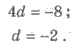 4d = −8 ;
d = −2 .